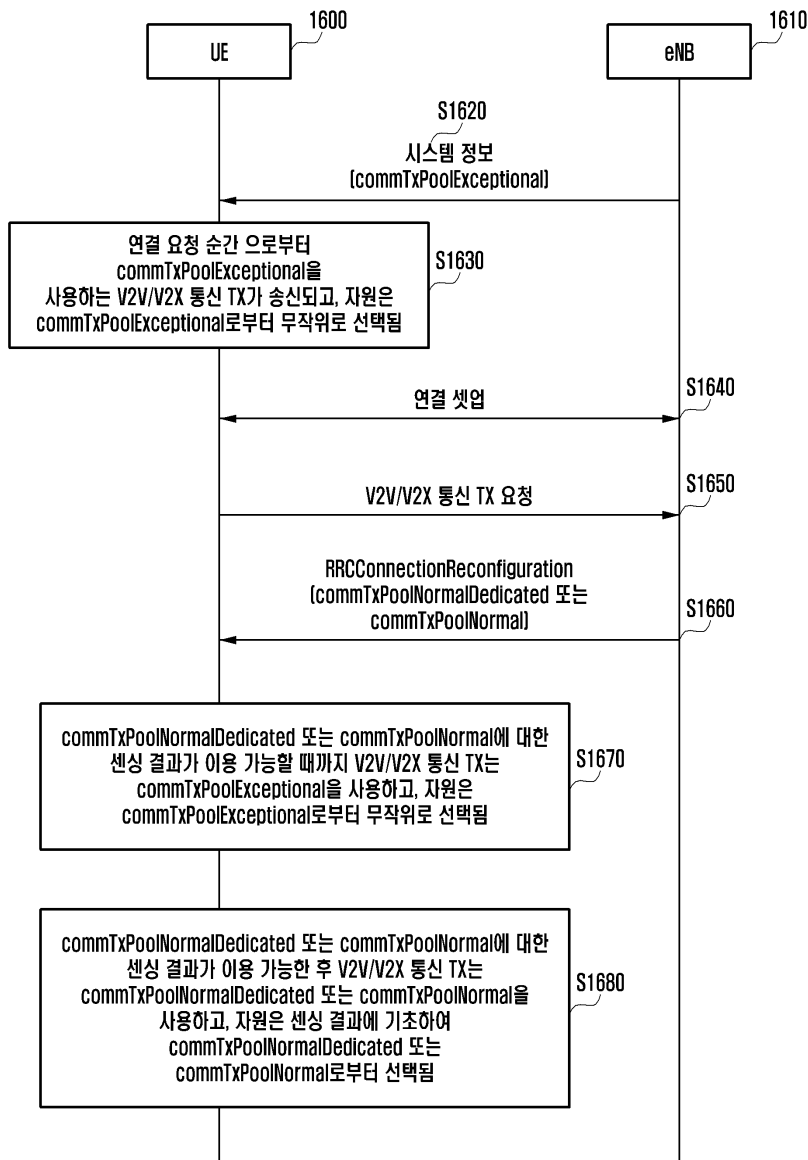 1600
1610
UE
eNB
S1620
시스템 정보
(commTxPoolExceptional)
연결 요청 순간 으로부터
commTxPoolExceptional을
사용하는 V2V/V2X 통신 TX가 송신되고, 자원은
commTxPoolExceptional로부터 무작위로 선택됨
S1630
연결 셋업
S1640
V2V/V2X 통신 TX 요청
S1650
RRCConnectionReconfiguration
(commTxPoolNormalDedicated 또는
commTxPoolNormal)
S1660
commTxPoolNormalDedicated 또는 commTxPoolNormal에 대한
센싱 결과가 이용 가능할 때까지 V2V/V2X 통신 TX는
commTxPoolExceptional을 사용하고, 자원은
commTxPoolExceptional로부터 무작위로 선택됨
S1670
commTxPoolNormalDedicated 또는 commTxPoolNormal에 대한
센싱 결과가 이용 가능한 후 V2V/V2X 통신 TX는
commTxPoolNormalDedicated 또는 commTxPoolNormal을
사용하고, 자원은 센싱 결과에 기초하여
commTxPoolNormalDedicated 또는
commTxPoolNormal로부터 선택됨
S1680